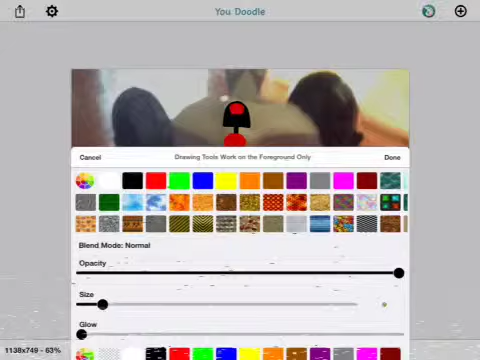 You Doodle
Cancel
Drawing Tools Work on the Foreground Only
Done
Blend Mode: Normal
Opacity
Size
Glow
1138x749 - 63%